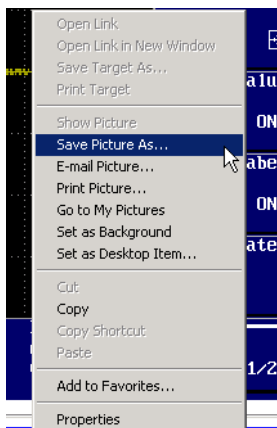 Open Link
Open Link in New Window
Save Target As...
Print Target
Show Picture
Save Picture As...
E-mail Picture...
Print Picture...
Go to My Pictures
Set as Background
Set as Desktop Item...
Cut
Copy
Copy Shortcut
Paste
Add to Favorites...
Properties
alu
ON
abe
ON
ate
1/2